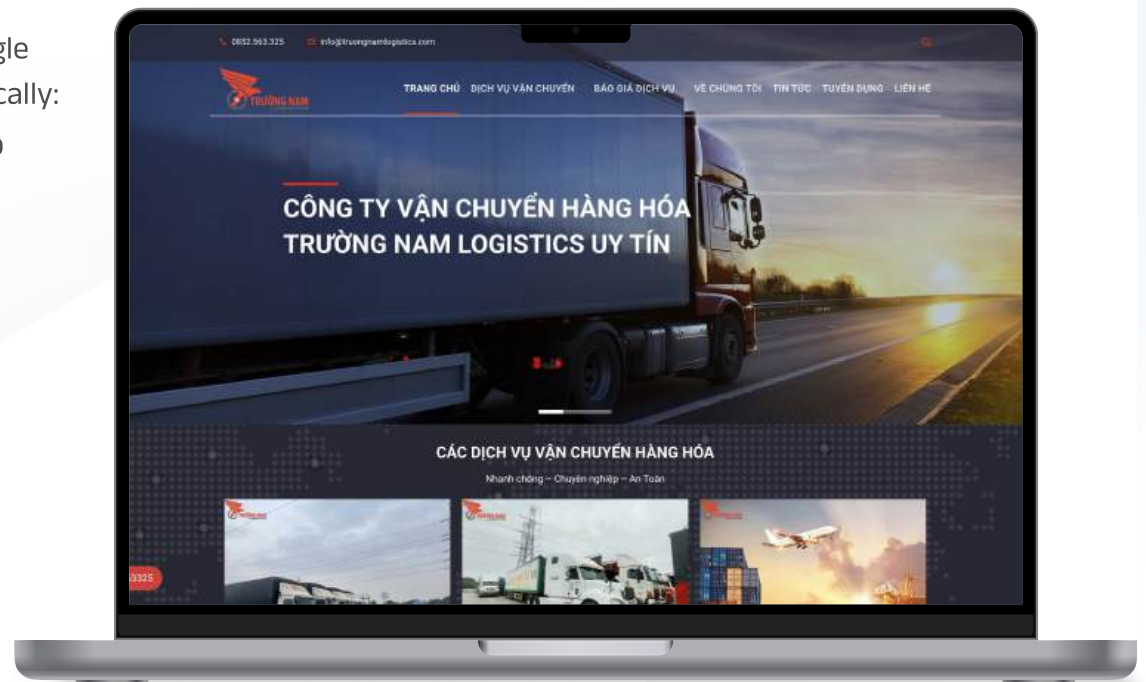 gle
cally:
0852.563.325
info@truongnamlogistics.com
TRƯỜNG NAM
TRANG CHỦ DỊCH VỤ VẬN CHUYỂN BÁO GIÁ DỊCH VỤ VỀ CHÚNG TÔI TIN TỨC TUYỂN DỤNG LIÊN HỆ
CÔNG TY VẬN CHUYỂN HÀNG HÓA
TRƯỜNG NAM LOGISTICS UY TÍN
CÁC DỊCH VỤ VẬN CHUYỂN HÀNG HÓA
Nhanh chóng – Chuyên nghiệp – An Toàn
63325